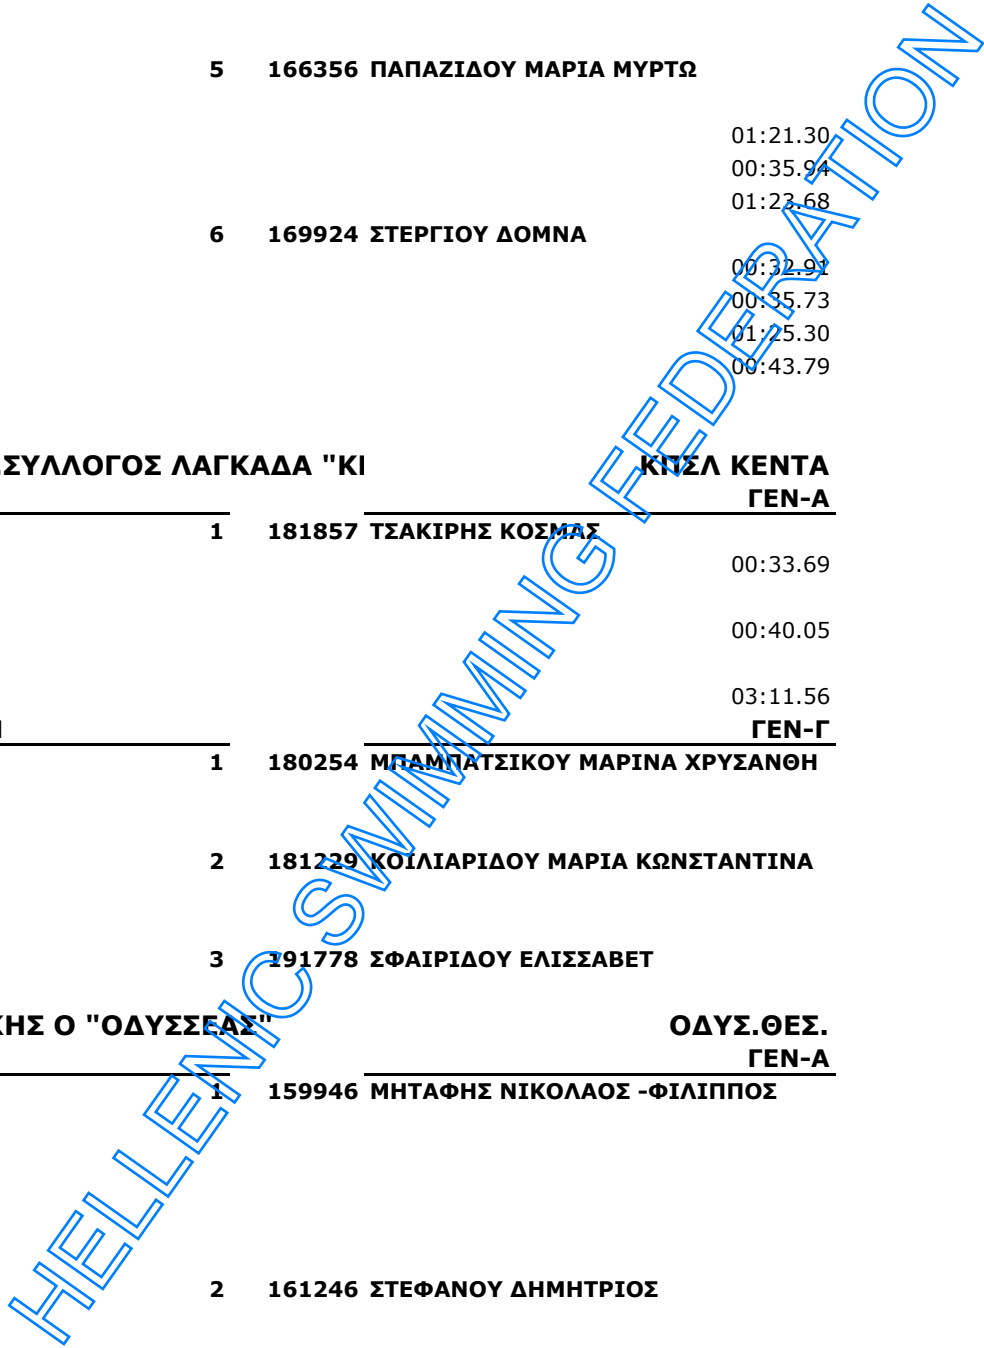 5 166356 ΠΑΠΑΖΙΔΟΥ ΜΑΡΙΑ ΜΥΡΤΩ
01:21.30
00:35.94
01:23.68
6 169924 ΣΤΕΡΓΙΟΥ ΔΟΜΝΑ
00:32.91
00:35.73
01:25.30
00:43.79
ΣΥΛΛΟΓΟΣ ΛΑΓΚΑΔΑ "ΚΙ ΚΠΣΛ ΚΕΝΤΑ
ΓΕΝ-Α
1 181857 ΤΣΑΚΙΡΗΣ ΚΟΣΜΑΣ
00:33.69
00:40.05
03:11.56
ΓΕΝ-Γ
1 180254 ΜΠΑΜΠΑΤΣΙΚΟΥ ΜΑΡΙΝΑ ΧΡΥΣΑΝΘΗ
2 181229 ΚΟΙΛΙΑΡΙΔΟΥ ΜΑΡΙΑ ΚΩΝΣΤΑΝΤΙΝΑ
3 191778 ΣΦΑΙΡΙΔΟΥ ΕΛΙΣΣΑΒΕΤ
ΚΗΣ Ο "ΟΔΥΣΣΕΑΣ" ΟΔΥΣ.ΘΕΣ.
ΓΕΝ-Α
1 159946 ΜΗΤΑΦΗΣ ΝΙΚΟΛΑΟΣ -ΦΙΛΙΠΠΟΣ
2 161246 ΣΤΕΦΑΝΟΥ ΔΗΜΗΤΡΙΟΣ
HELLENIC SWIMMING FEDERATION